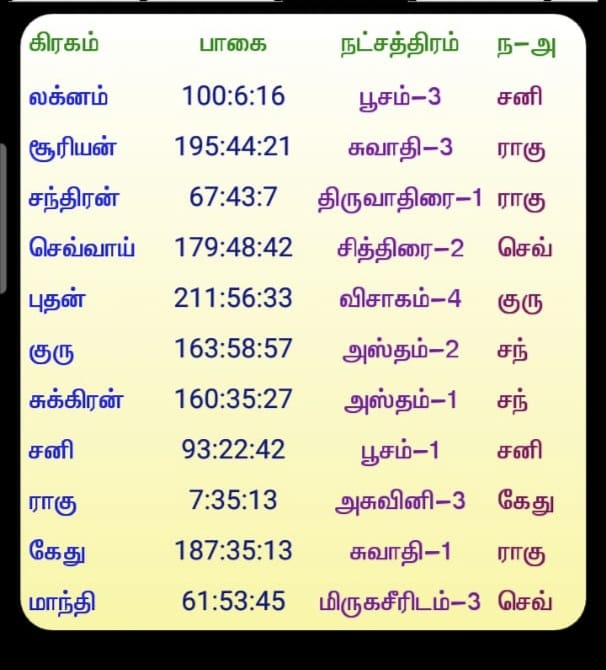 கிரகம் பாகை நட்சத்திரம் ந–அ
லக்னம் 100:6:16 பூசம்–3 சனி
சூரியன் 195:44:21 சுவாதி–3 ராகு
சந்திரன் 67:43:7 திருவாதிரை–1 ராகு
செவ்வாய் 179:48:42 சித்திரை–2 செவ்
புதன் 211:56:33 விசாகம்–4 குரு
குரு 163:58:57 அஸ்தம்–2 சந்
சுக்கிரன் 160:35:27 அஸ்தம்–1 சந்
சனி 93:22:42 பூசம்–1 சனி
ராகு 7:35:13 அசுவினி–3 கேது
கேது 187:35:13 சுவாதி–1 ராகு
மாந்தி 61:53:45 மிருகசீரிடம்–3 செவ்